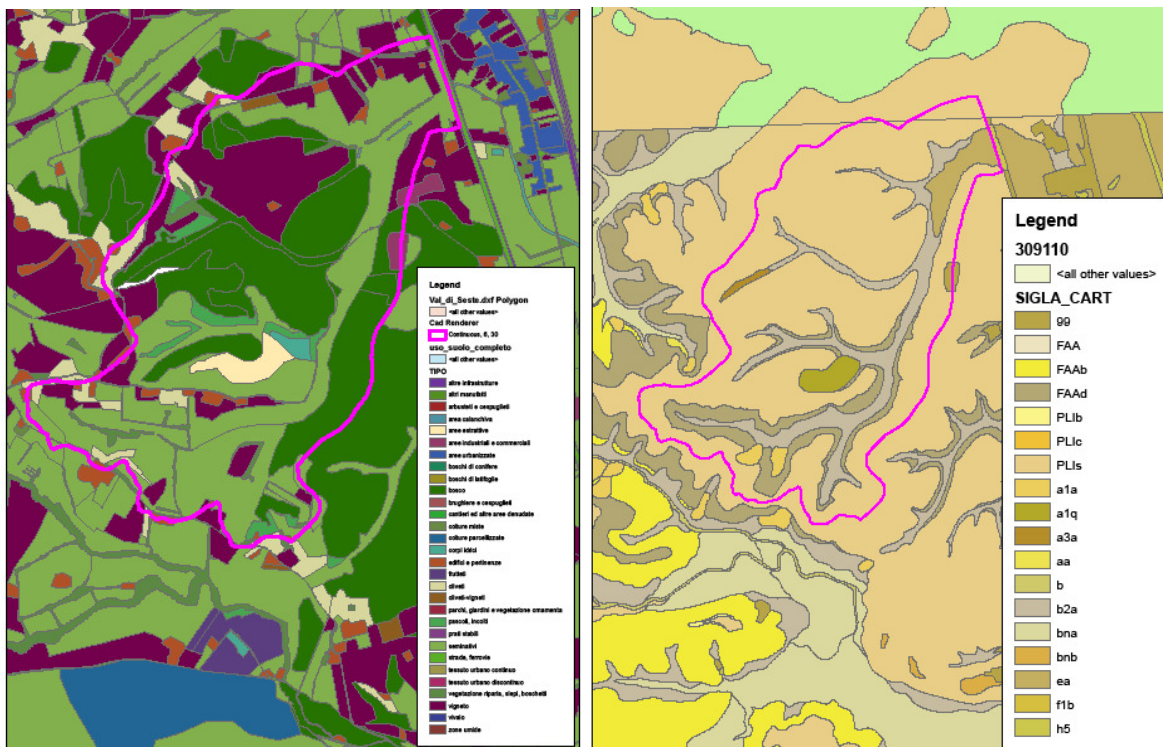 Legend
Val_di_Seste.dxf Polygon
<all other values>
Cad Renderer
Continuous, 6, 30
uso_suolo_completo
<all other values>
TIPO
altre infrastrutture
altri manufatti
arbusteti e cespuglieti
area calanchiva
aree estrattive
aree industriali e commerciali
aree urbanizzate
boschi di conifere
boschi di latifoglie
bosco
brughiere e cespuglieti
cantieri ed altre aree denudate
colture miste
colture parcellizzate
corpi idrici
edifici e pertinenze
frutteti
oliveti
oliveti-vigneti
parchi, giardini e vegetazione ornamenta
pascoli, incolti
prati stabili
seminativi
strade, ferrovie
tessuto urbano continuo
tessuto urbano discontinuo
vegetazione riparia, siepi, boschetti
vigneto
vivaio
zone umide
Legend
309110
<all other values>
SIGLA_CART
99
FAA
FAAb
FAAd
PLIb
PLIc
PLIs
a1a
a1q
a3a
aa
b
b2a
bna
bnb
ea
f1b
h5